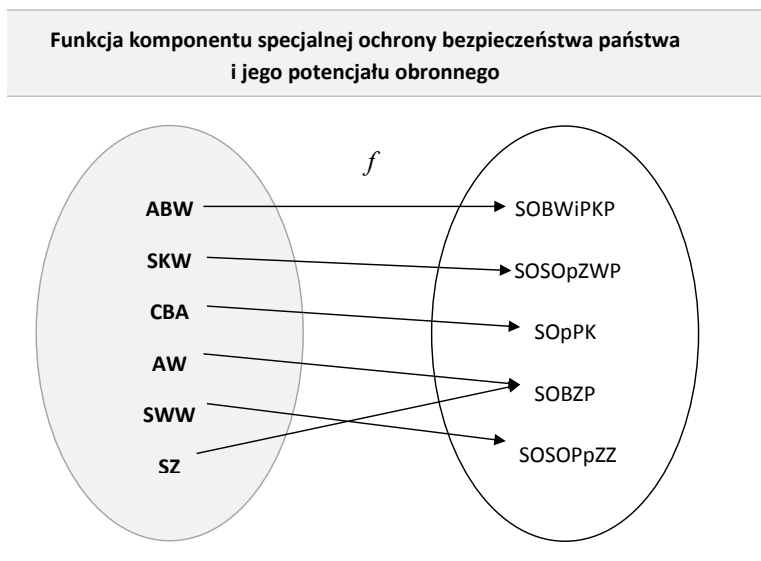 Funkcja komponentu specjalnej ochrony bezpieczeństwa państwa
i jego potencjału obronnego
f
ABW
SOBWiPKP
SKW
SOSOpZWP
CBA
SOpPK
AW
SOBZP
SWW
SOSOPpZZ
SZ